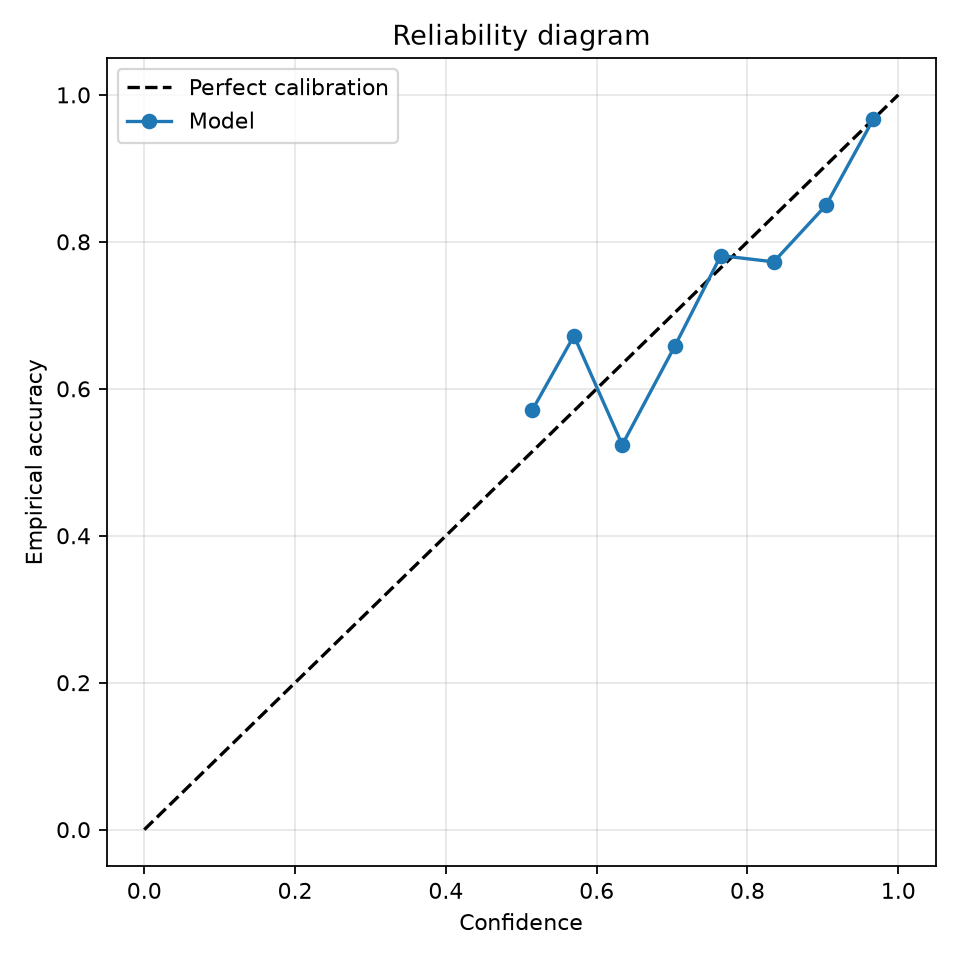 Reliability diagram
Perfect calibration
Model
1.0
0.8
0.6
0.4
0.2
0.0
Empirical accuracy
0.0 0.2 0.4 0.6 0.8 1.0
Confidence